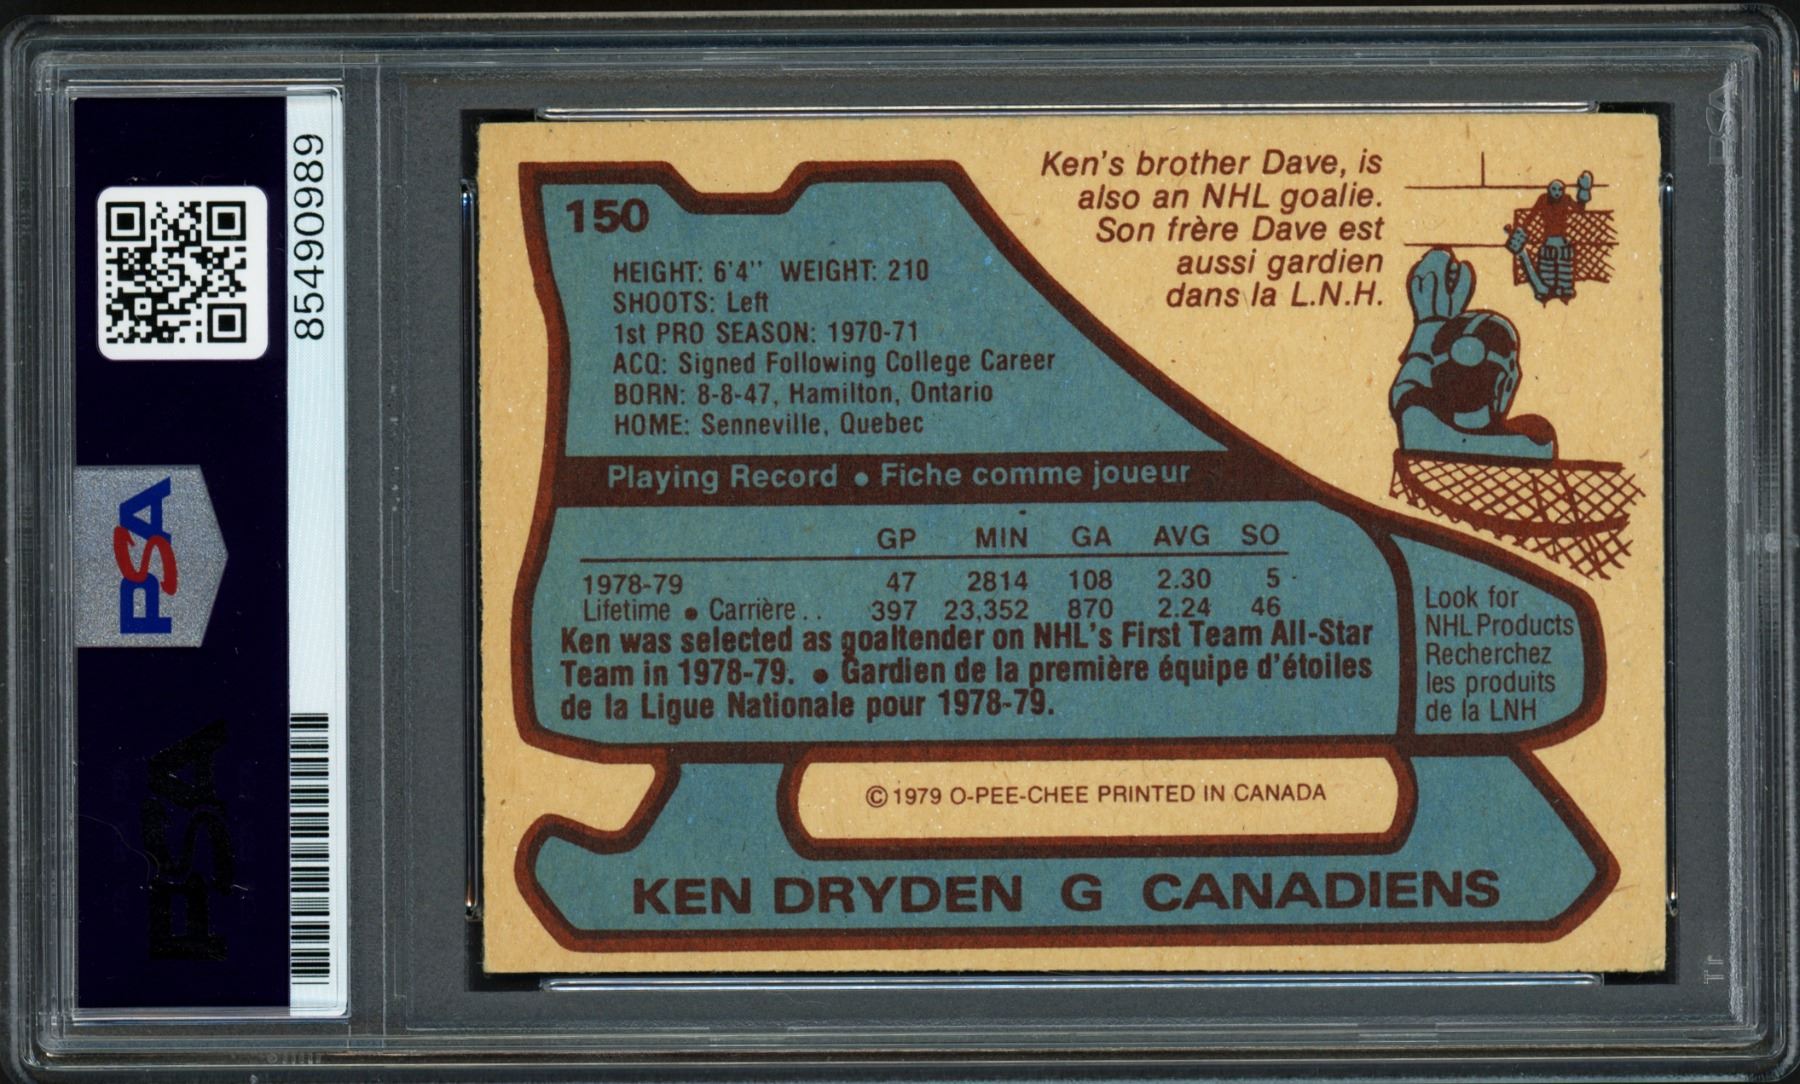 85490989
PSA
PSA
150
Ken's brother Dave, is
also an NHL goalie.
Son frère Dave est
aussi gardien
dans la L.N.H.
HEIGHT: 6'4'' WEIGHT: 210
SHOOTS: Left
1st PRO SEASON: 1970-71
ACQ: Signed Following College Career
BORN: 8-8-47, Hamilton, Ontario
HOME: Senneville, Quebec
Playing Record • Fiche comme joueur
GP MIN GA AVG SO
1978-79 47 2814 108 2.30 5
Lifetime • Carrière.. 397 23,352 870 2.24 46
Ken was selected as goaltender on NHL's First Team All-Star
Team in 1978-79. • Gardien de la première équipe d'étoiles
de la Ligue Nationale pour 1978-79.
Look for
NHL Products
Recherchez
les produits
de la LNH
© 1979 O-PEE-CHEE PRINTED IN CANADA
KEN DRYDEN G CANADIENS
PSA